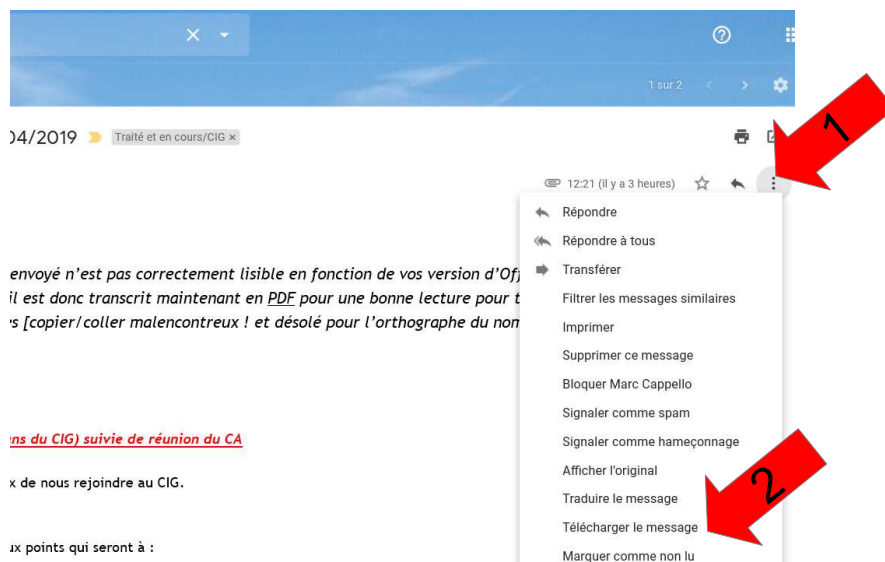 1 sur 2
04/2019 Traité et en cours/CIG ×
1
12:21 (il y a 3 heures)
Répondre
Répondre à tous
Transférer
Filtrer les messages similaires
Imprimer
Supprimer ce message
Bloquer Marc Cappello
Signaler comme spam
Signaler comme hameçonnage
Afficher l'original
Traduire le message
Télécharger le message
Marquer comme non lu
2
envoyé n'est pas correctement lisible en fonction de vos version d'Off
il est donc transcrit maintenant en PDF pour une bonne lecture pour t
[copier/coller malencontreux ! et désolé pour l'orthographe du nom
ns du CIG) suivie de réunion du CA
x de nous rejoindre au CIG.
ux points qui seront à :